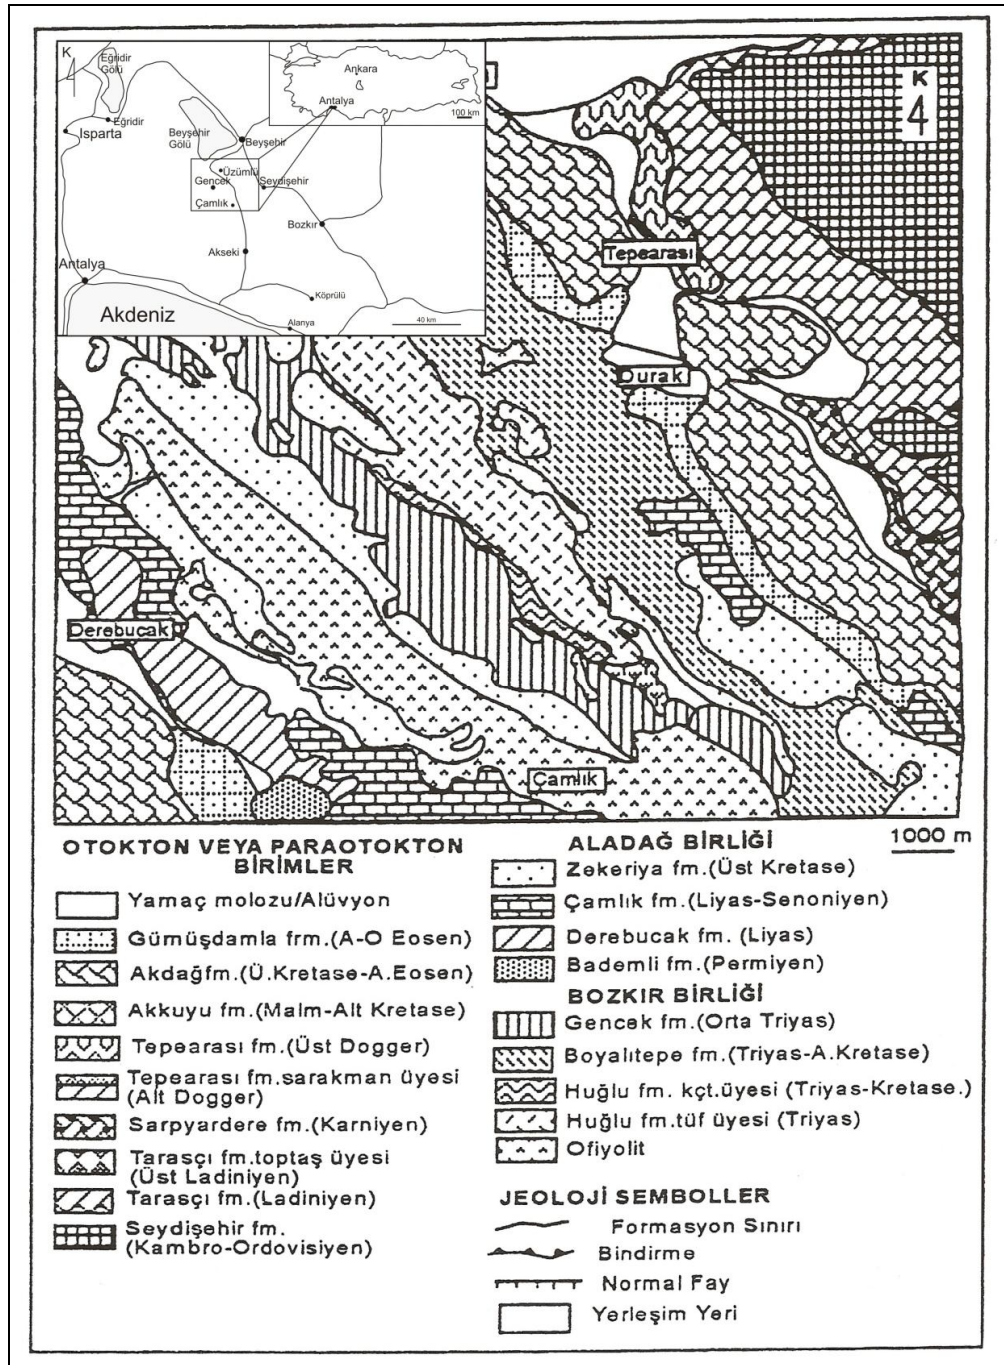 K
Eğridir
Gölü
Eğridir
Isparta
Beyşehir
Gölü
Beyşehir
Üzümlü
Gencek
Seydişehir
Çamlık
Bozkır
Akseki
Antalya
Köprülü
Akdeniz
Alanya
40 km
Ankara
Antalya
100 km
K
Tepearası
Durak
Derebucak
Çamlık
1000 m
OTOKTON VEYA PARAOTOKTON
BİRİMLER
Yamaç molozu/Alüvyon
Gümüşdamla frm.(A-O Eosen)
Akdağfm.(Ü.Kretase-A.Eosen)
Akkuyu fm.(Malm-Alt Kretase)
Tepearası fm.(Üst Dogger)
Tepearası fm.sarakman üyesi
(Alt Dogger)
Sarpyardere fm.(Karniyen)
Tarasçı fm.toptaş üyesi
(Üst Ladiniyen)
Tarasçı fm.(Ladiniyen)
Seydişehir fm.
(Kambro-Ordovisiyen)
ALADAĞ BİRLİĞİ
Zekeriya fm.(Üst Kretase)
Çamlık fm.(Liyas-Senoniyen)
Derebucak fm. (Liyas)
Bademli fm.(Permiyen)
BOZKIR BİRLİĞİ
Gencek fm.(Orta Triyas)
Boyalıtepe fm.(Triyas-A.Kretase)
Huğlu fm. kçt.üyesi (Triyas-Kretase.)
Huğlu fm.tüf üyesi (Triyas)
Ofiyolit
JEOLOJİ SEMBOLLER
Formasyon Sınırı
Bindirme
Normal Fay
Yerleşim Yeri